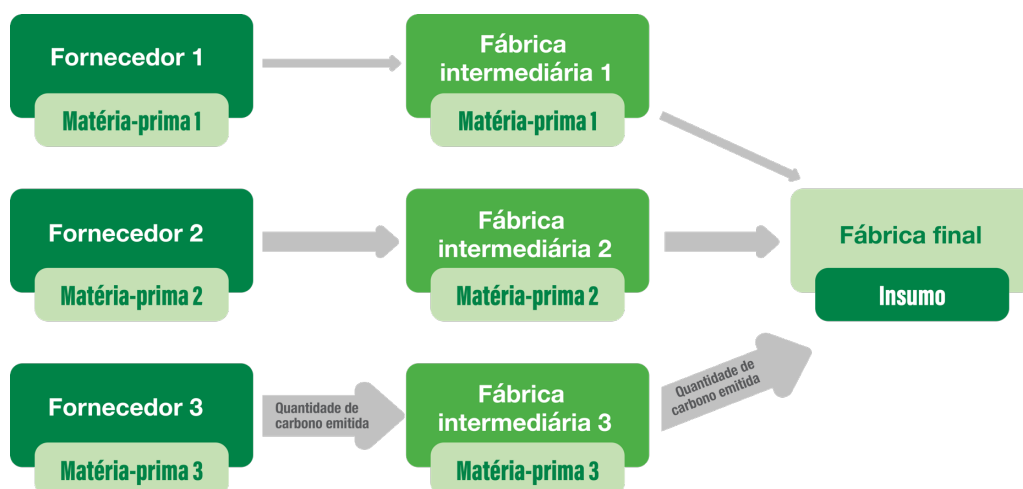 Fornecedor 1
Matéria-prima 1
Fábrica
intermediária 1
Matéria-prima 1
Fornecedor 2
Matéria-prima 2
Fábrica
intermediária 2
Matéria-prima 2
Fábrica final
Insumo
Fornecedor 3
Matéria-prima 3
Quantidade de
carbono emitida
Fábrica
intermediária 3
Matéria-prima 3
Quantidade de
carbono emitida